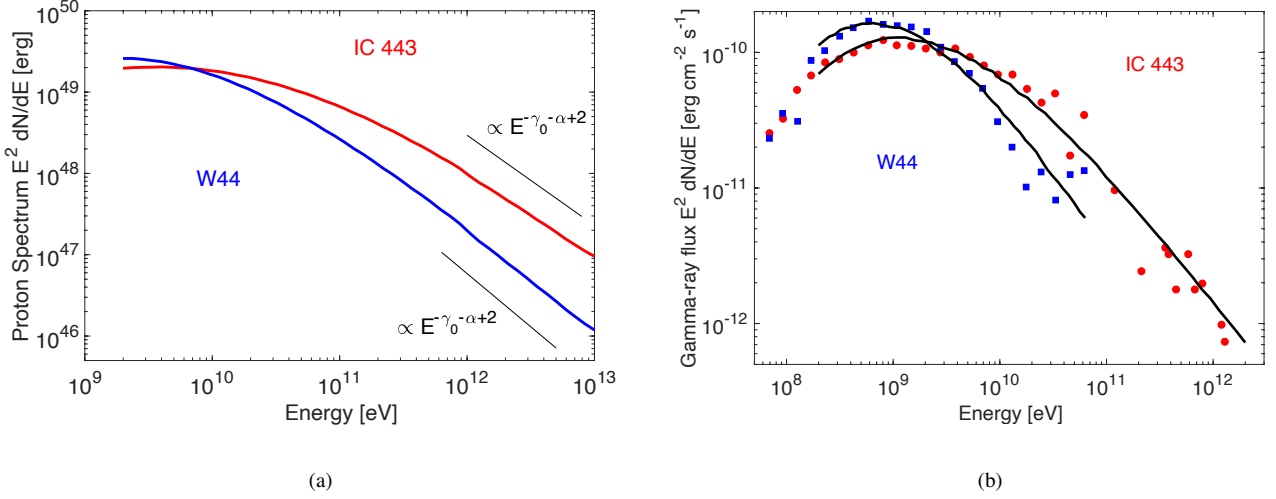 10^50
10^49
10^48
10^47
10^46
Proton Spectrum E^2 dN/dE [erg]
IC 443
∝ E^{-γ_0-α+2}
W44
∝ E^{-γ_0-α+2}
10^9 10^10 10^11 10^12 10^13
Energy [eV]
(a)
10^-10
10^-11
10^-12
Gamma-ray flux E^2 dN/dE [erg cm^-2 s^-1]
IC 443
W44
10^8 10^9 10^10 10^11 10^12
Energy [eV]
(b)